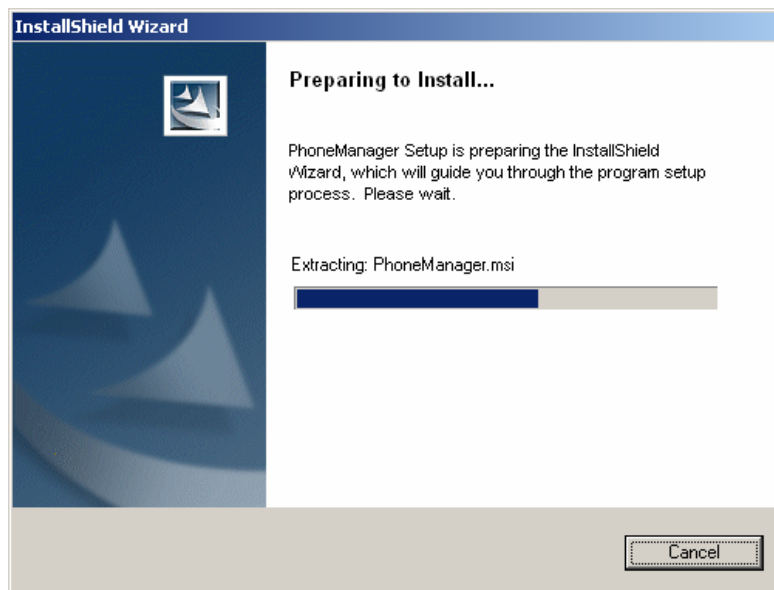 InstallShield Wizard
Preparing to Install...
PhoneManager Setup is preparing the InstallShield
Wizard, which will guide you through the program setup
process. Please wait.
Extracting: PhoneManager.msi
Cancel